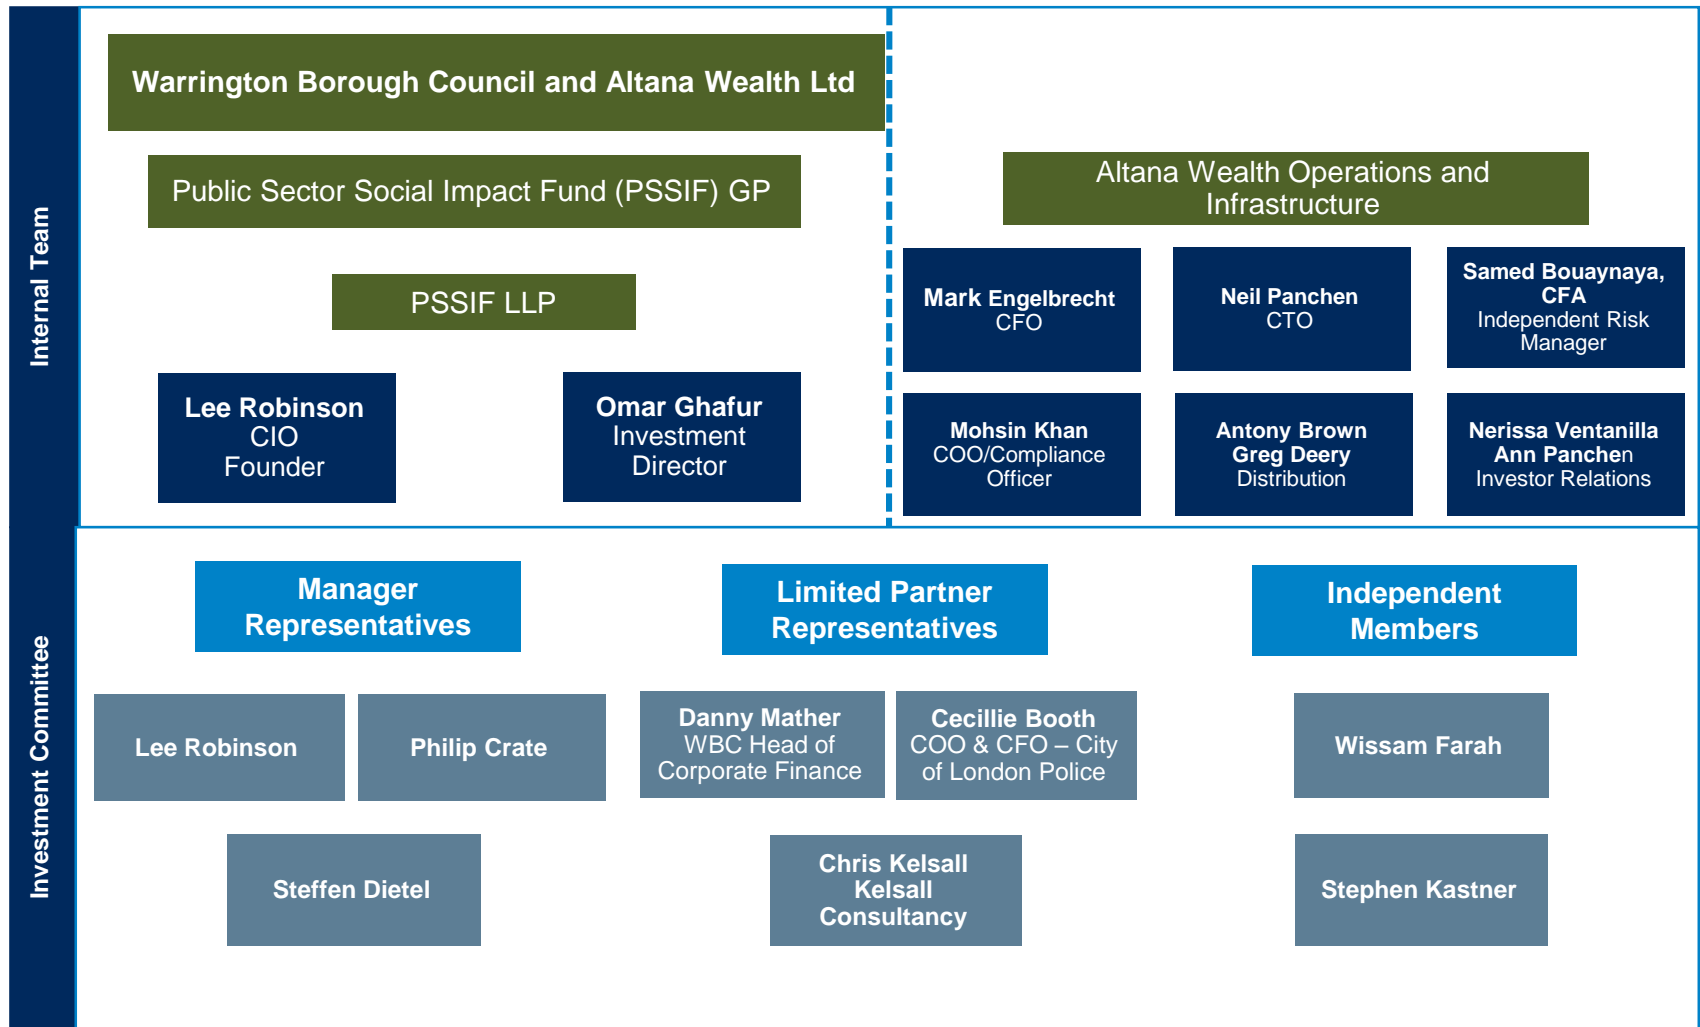 Internal Team
Warrington Borough Council and Altana Wealth Ltd
Public Sector Social Impact Fund (PSSIF) GP
PSSIF LLP
Lee Robinson
CIO
Founder
Omar Ghafur
Investment
Director
Altana Wealth Operations and
Infrastructure
Mark Engelbrecht
CFO
Neil Panchen
CTO
Samed Bouaynaya,
CFA
Independent Risk
Manager
Mohsin Khan
COO/Compliance
Officer
Antony Brown
Greg Deery
Distribution
Nerissa Ventanilla
Ann Panchen
Investor Relations
Investment Committee
Manager
Representatives
Lee Robinson
Philip Crate
Steffen Dietel
Limited Partner
Representatives
Danny Mather
WBC Head of
Corporate Finance
Cecillie Booth
COO & CFO – City
of London Police
Chris Kelsall
Kelsall
Consultancy
Independent
Members
Wissam Farah
Stephen Kastner